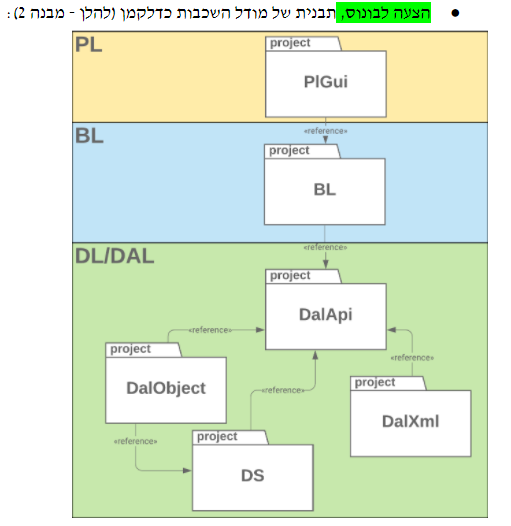 ● הצעה לבונוס, תבנית של מודל השכבות כדלקמן (להלן - מבנה 2):
PL
project
PlGui
«reference»
BL
project
BL
«reference»
DL/DAL
project
DalApi
«reference»
project
DalObject
«reference»
project
DalXml
«reference»
«reference»
project
DS